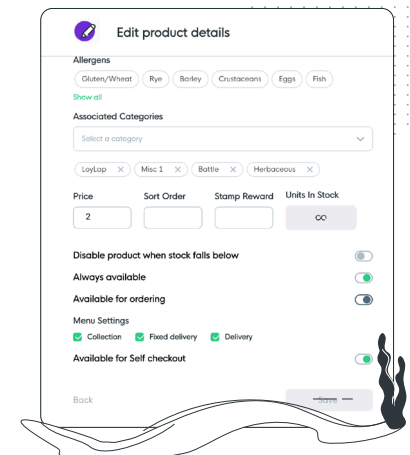 Edit product details
Allergens
Gluten/Wheat Rye Barley Crustaceans Eggs Fish
Show all
Associated Categories
Select a category
LoyLap X Misc 1 X Battle X Herbaceous X
Price Sort Order Stamp Reward Units In Stock
2 ∞
Disable product when stock falls below
Always available
Available for ordering
Menu Settings
Collection Fixed delivery Delivery
Available for Self checkout
Back Save